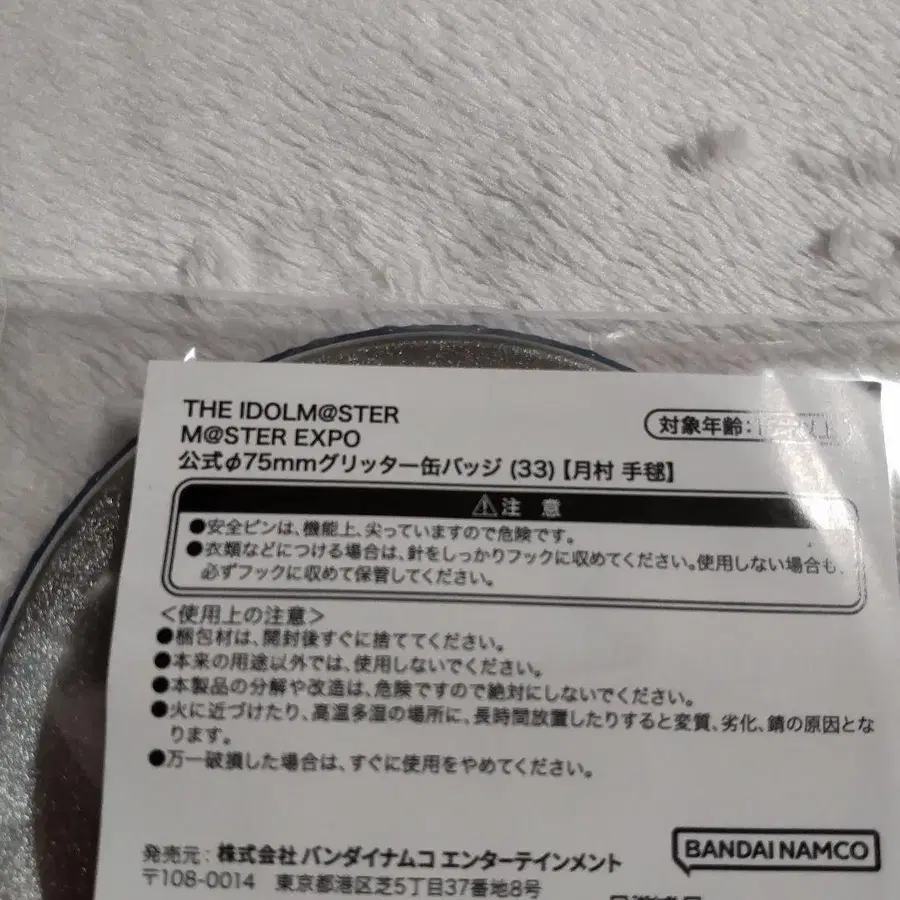 THE IDOLM@STER
M@STER EXPO
対象年齢:
公式φ75mmグリッター缶バッジ (33)【月村 手毬】
⚠注 意
●安全ピンは、機能上、尖っていますので危険です。
●衣類などにつける場合は、針をしっかりフックに収めてください。使用しない場合も、
必ずフックに収めて保管してください。
＜使用上の注意＞
●梱包材は、開封後すぐに捨ててください。
●本来の用途以外では、使用しないでください。
●本製品の分解や改造は、危険ですので絶対にしないでください。
●火に近づけたり、高温多湿の場所に、長時間放置したりすると変質、劣化、錆の原因とな
ります。
●万一破損した場合は、すぐに使用をやめてください。
BANDAI NAMCO
発売元:株式会社 バンダイナムコ エンターテインメント
〒108-0014 東京都港区芝5丁目37番地8号